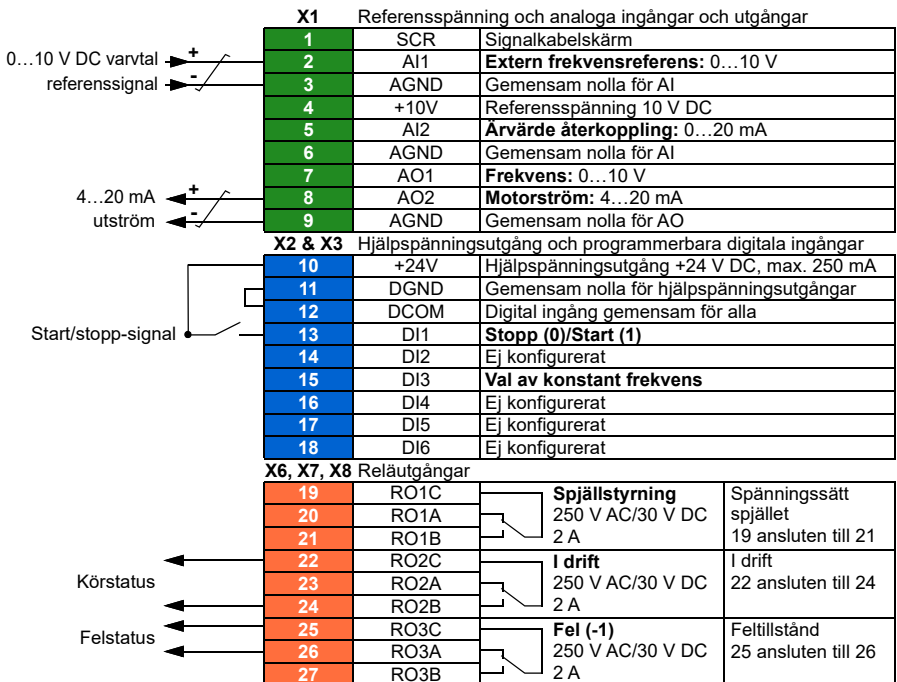 X1 Referensspänning och analoga ingångar och utgångar
1 SCR Signalkabelskärm
0…10 V DC varvtal + 2 AI1 Extern frekvensreferens: 0…10 V
referenssignal - 3 AGND Gemensam nolla för AI
4 +10V Referensspänning 10 V DC
5 AI2 Ärvärde återkoppling: 0…20 mA
6 AGND Gemensam nolla för AI
7 AO1 Frekvens: 0…10 V
4…20 mA + 8 AO2 Motorström: 4…20 mA
utström - 9 AGND Gemensam nolla för AO
X2 & X3 Hjälpspänningsutgång och programmerbara digitala ingångar
10 +24V Hjälpspänningsutgång +24 V DC, max. 250 mA
11 DGND Gemensam nolla för hjälpspänningsutgångar
12 DCOM Digital ingång gemensam för alla
Start/stopp-signal 13 DI1 Stopp (0)/Start (1)
14 DI2 Ej konfigurerat
15 DI3 Val av konstant frekvens
16 DI4 Ej konfigurerat
17 DI5 Ej konfigurerat
18 DI6 Ej konfigurerat
X6, X7, X8 Reläutgångar
19 RO1C Spjällstyrning Spänningssätt
20 RO1A 250 V AC/30 V DC spjället
21 RO1B 2 A 19 ansluten till 21
22 RO2C I drift I drift
Körstatus 23 RO2A 250 V AC/30 V DC 22 ansluten till 24
24 RO2B 2 A
Felstatus 25 RO3C Fel (-1) Feltillstånd
26 RO3A 250 V AC/30 V DC 25 ansluten till 26
27 RO3B 2 A